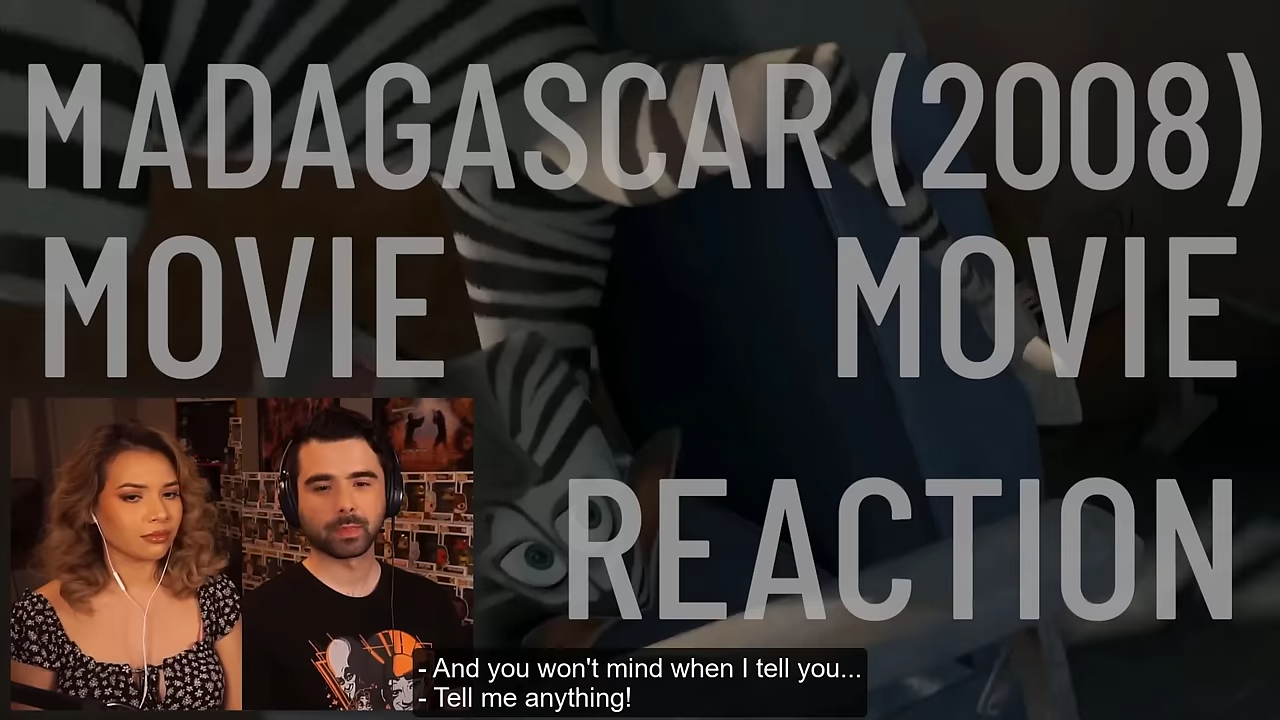 MADAGASCAR (2008)
MOVIE MOVIE
REACTION
- And you won't mind when I tell you...
- Tell me anything!